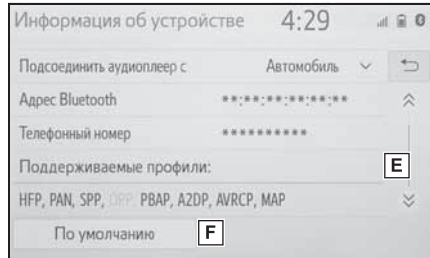 Информация об устройстве 4:29
Подсоединить аудиоплеер с Автомобиль
Адрес Bluetooth **:**:**:**:**:**
Телефонный номер **********
Поддерживаемые профили: E
HFP, PAN, SPP, OPP, PBAP, A2DP, AVRCP, MAP
По умолчанию F